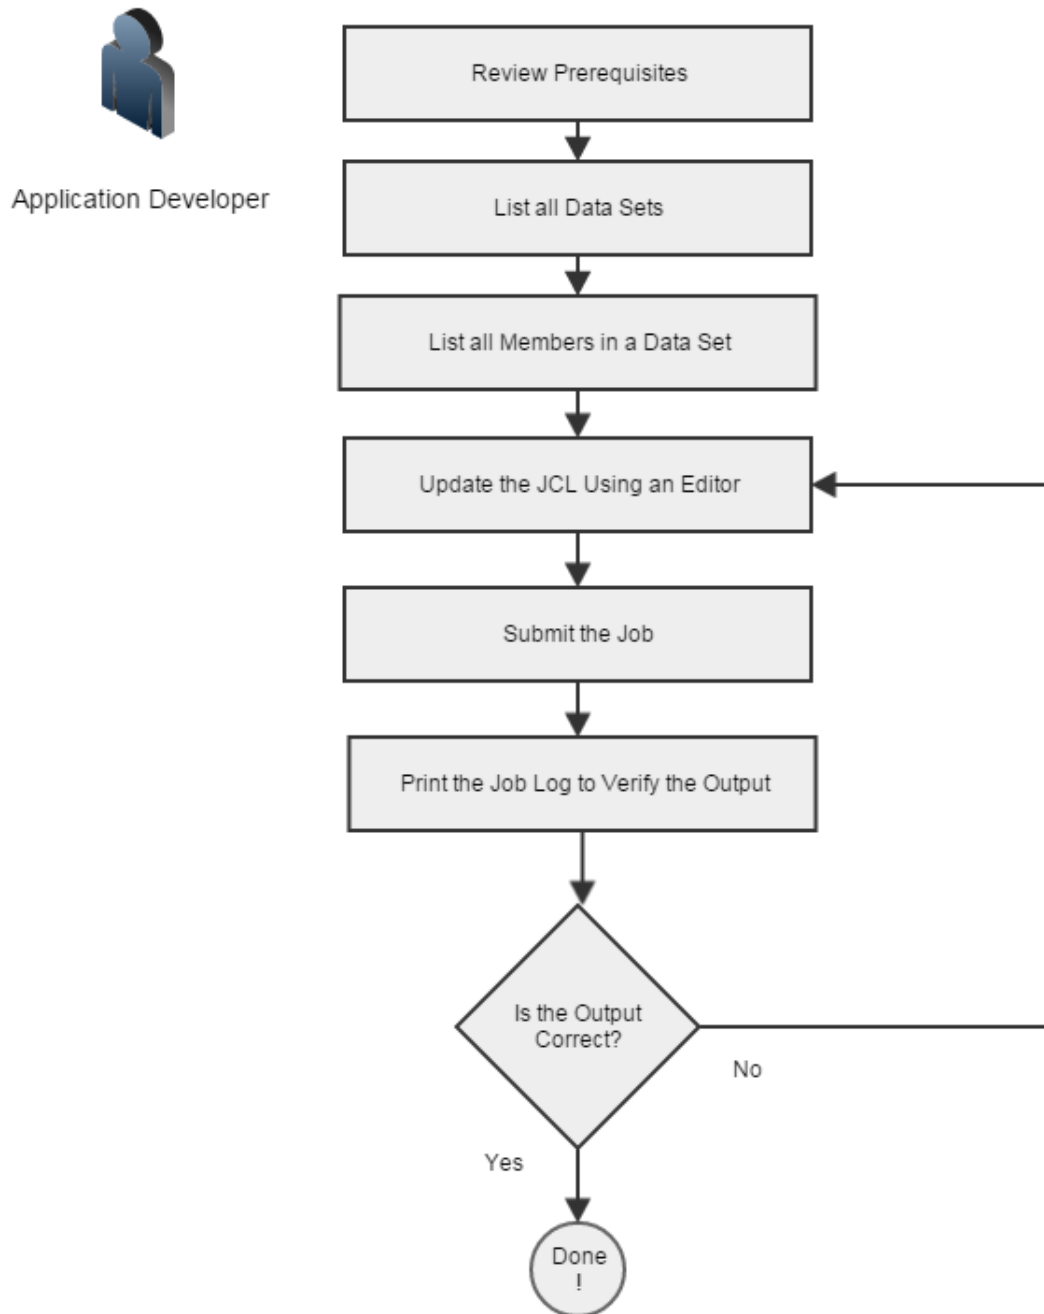 Application Developer
Review Prerequisites
List all Data Sets
List all Members in a Data Set
Update the JCL Using an Editor
Submit the Job
Print the Job Log to Verify the Output
Is the Output
Correct?
No
Yes
Done
!